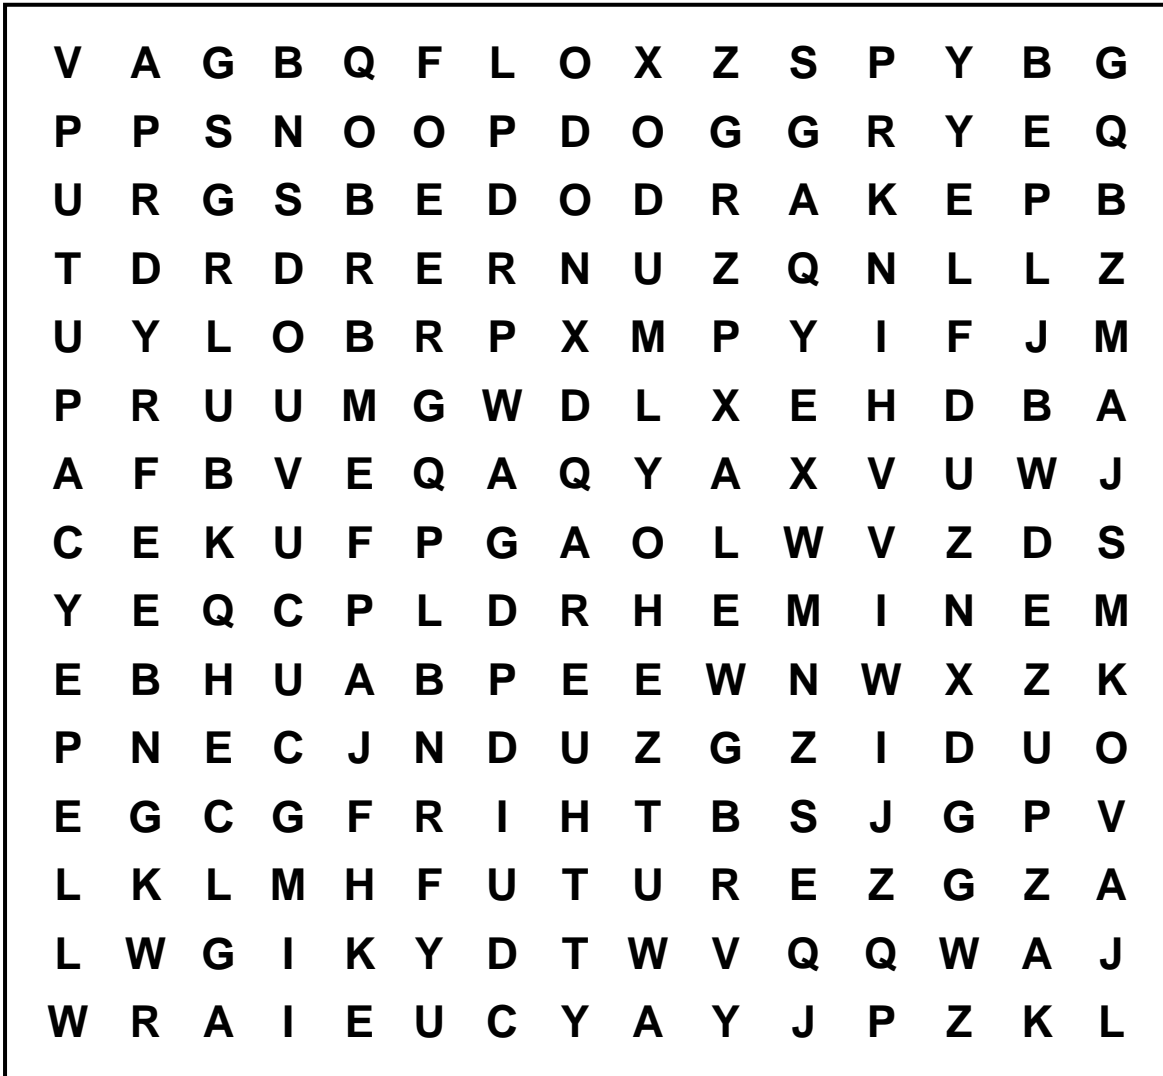 V A G B Q F L O X Z S P Y B G
P P S N O O P D O G G R Y E Q
U R G S B E D O D R A K E P B
T D R D R E R N U Z Q N L L Z
U Y L O B R P X M P Y I F J M
P R U U M G W D L X E H D B A
A F B V E Q A Q Y A X V U W J
C E K U F P G A O L W V Z D S
Y E Q C P L D R H E M I N E M
E B H U A B P E E W N W X Z K
P N E C J N D U Z G Z I D U O
E G C G F R I H T B S J G P V
L K L M H F U T U R E Z G Z A
L W G I K Y D T W V Q Q W A J
W R A I E U C Y A Y J P Z K L